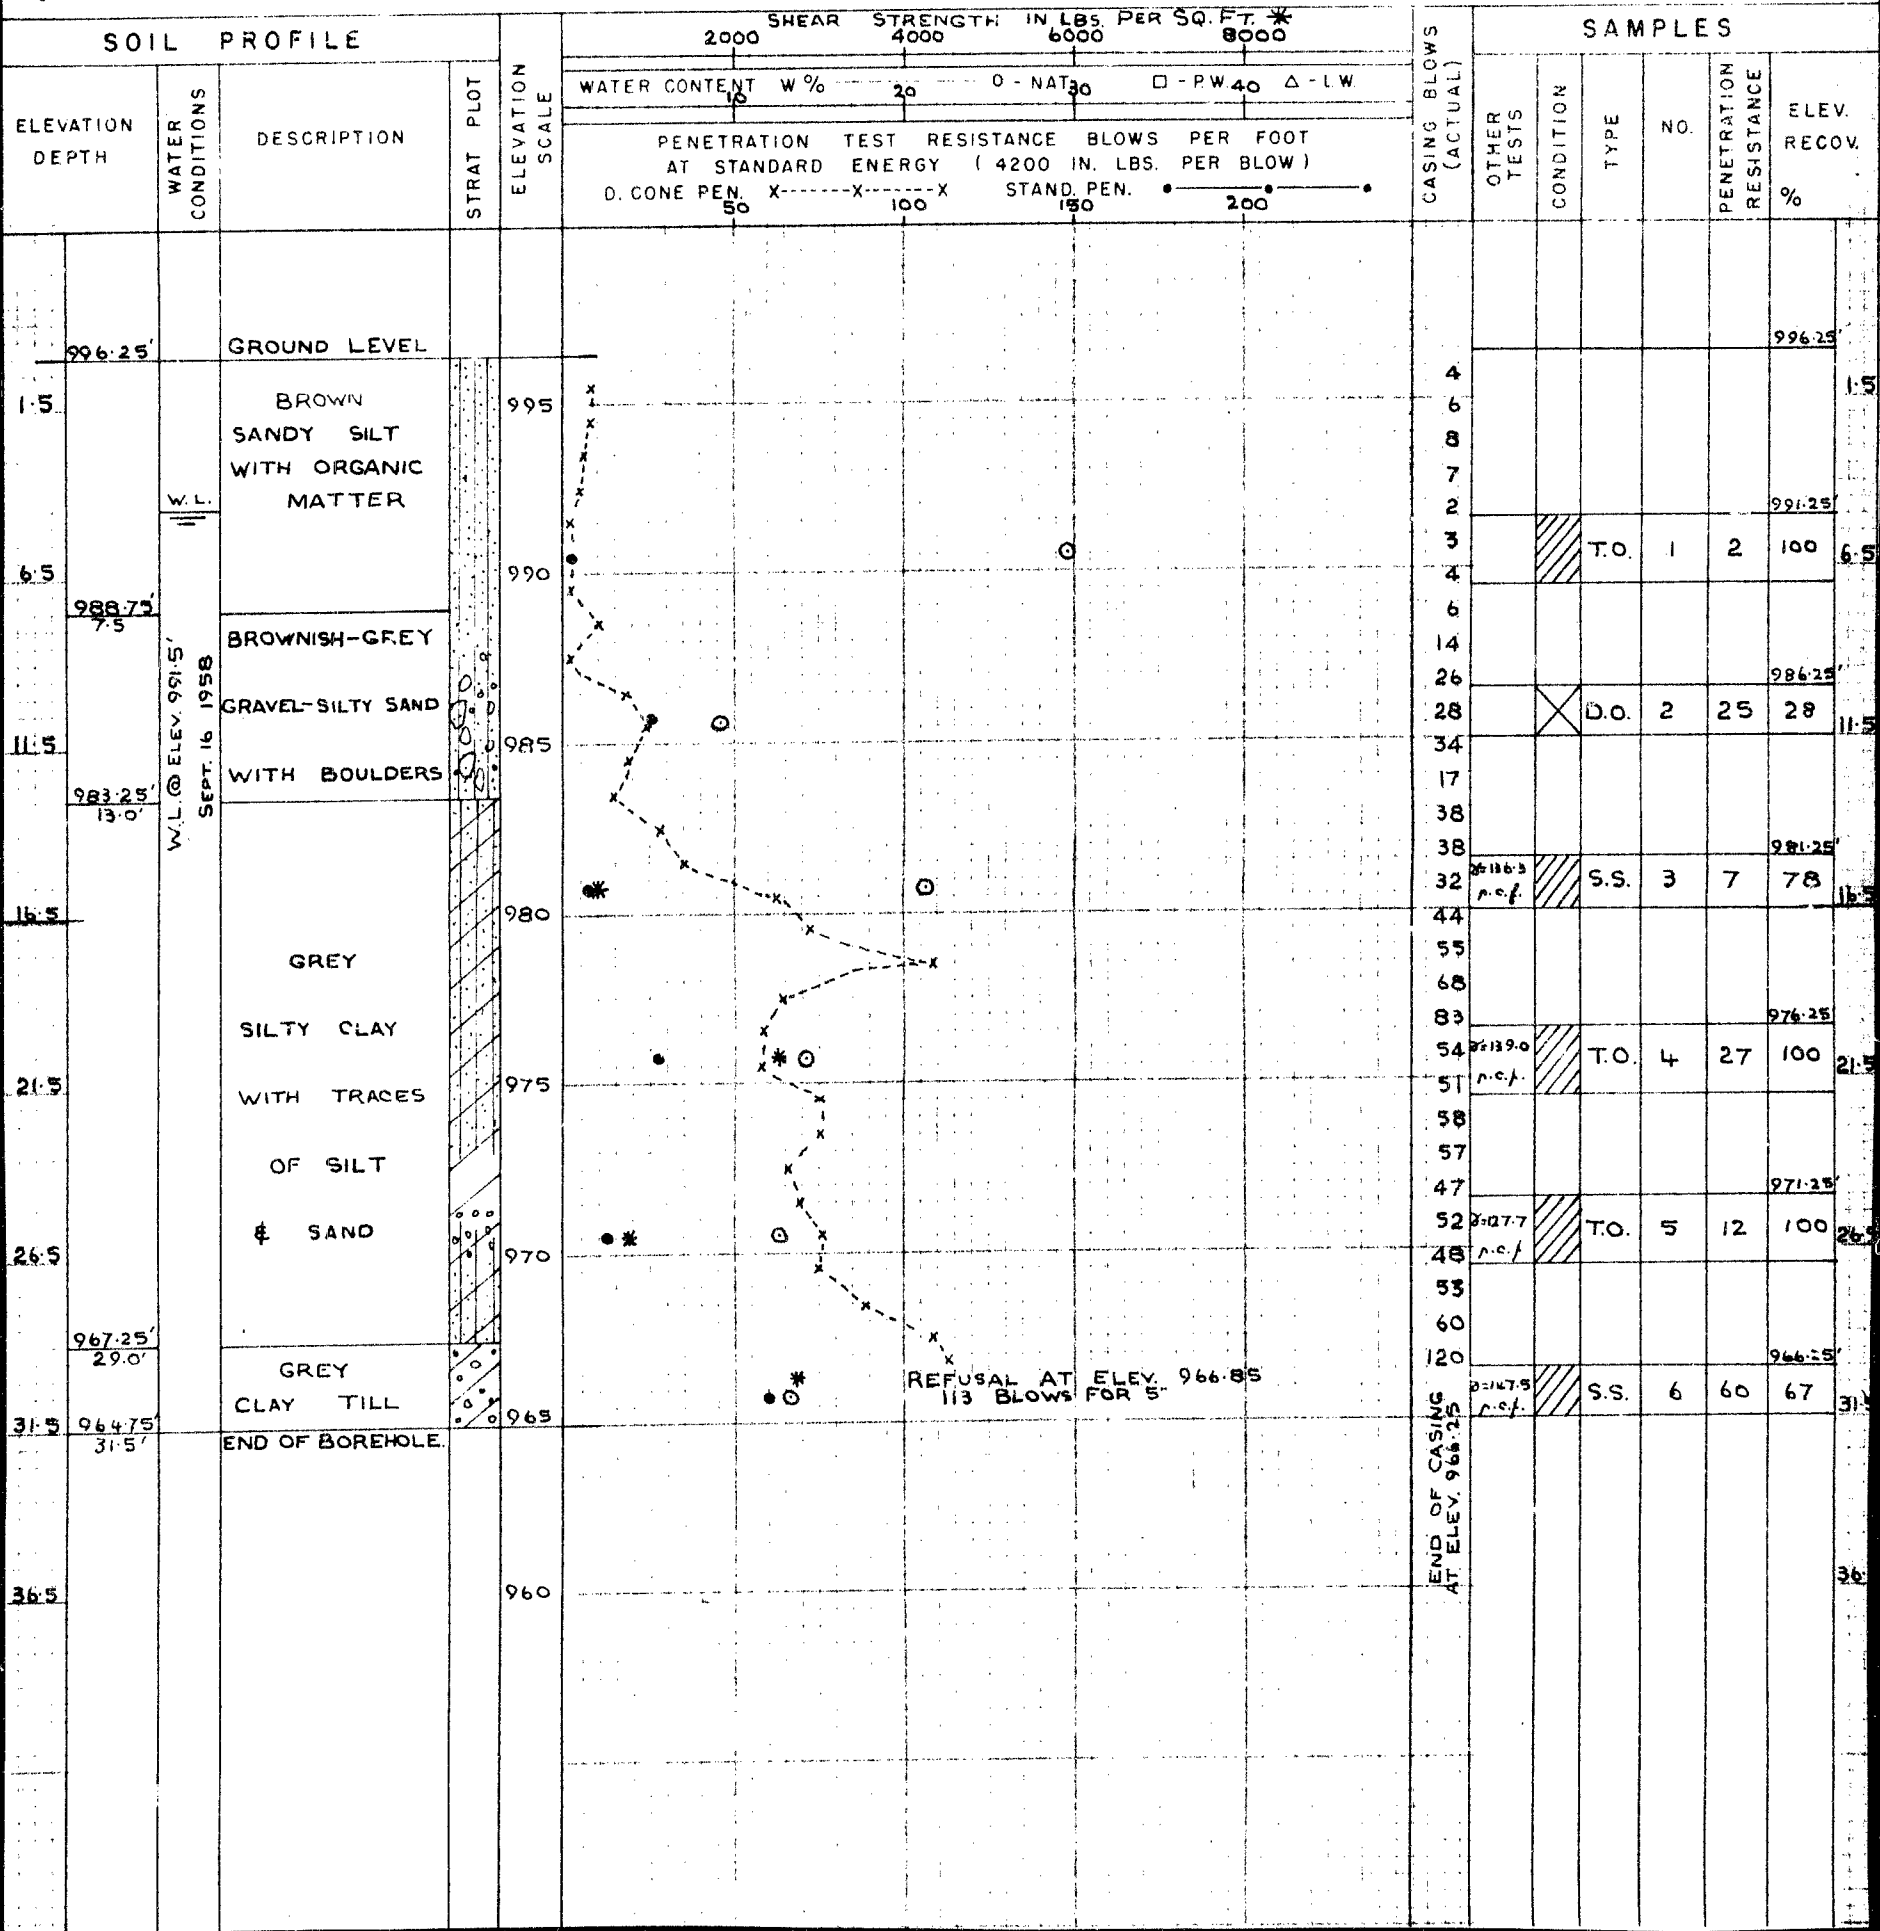 SHEAR STRENGTH IN LBS. PER SQ. FT. *
2000 4000 6000 8000
SOIL PROFILE
SAMPLES
WATER CONTENT W% O - NAT. □ - P.W. △ - L.W.
10 20 30 40
ELEVATION
DEPTH
WATER
CONDITIONS
DESCRIPTION
STRAT PLOT
ELEVATION
SCALE
PENETRATION TEST RESISTANCE BLOWS PER FOOT
AT STANDARD ENERGY (4200 IN. LBS. PER BLOW)
D. CONE PEN. X-------X-------X STAND. PEN. ●———●———●
50 100 150 200
CASING BLOWS
(ACTUAL)
OTHER
TESTS
CONDITION
TYPE
NO.
PENETRATION
RESISTANCE
ELEV.
RECOV.
%
996.25' GROUND LEVEL 996.25'
4
1.5 BROWN 995 6 1.5
SANDY SILT 8
WITH ORGANIC 7
W.L. MATTER 2 991.25'
3 T.O. 1 2 100 6.5
6.5 990 4
988.75' 6
7.5
BROWNISH-GREY 14
26 986.25'
GRAVEL-SILTY SAND 28 D.O. 2 25 28 11.5
11.5 985 34
WITH BOULDERS 17
983.25' 38
13.0'
W.L. @ ELEV. 991.5'
SEPT. 16 1958
38 981.25'
32 γ=136.3 S.S. 3 7 78 16.5
p.c.f.
16.5 980 44
55
GREY
68
SILTY CLAY 83 976.25'
54 γ=139.0 T.O. 4 27 100 21.5
p.c.f.
21.5 975 51
WITH TRACES 58
57
OF SILT 47 971.25'
& SAND 52 γ=127.7 T.O. 5 12 100 26.5
p.c.f.
26.5 970 48
53
60
967.25' 120 966.25'
29.0'
GREY
REFUSAL AT ELEV. 966.85
113 BLOWS FOR 5"
γ=147.5 S.S. 6 60 67 31.5
p.c.f.
CLAY TILL
31.5 964.75' 965
31.5' END OF BOREHOLE.
END OF CASING
AT ELEV. 966.25
36.5 960 36.